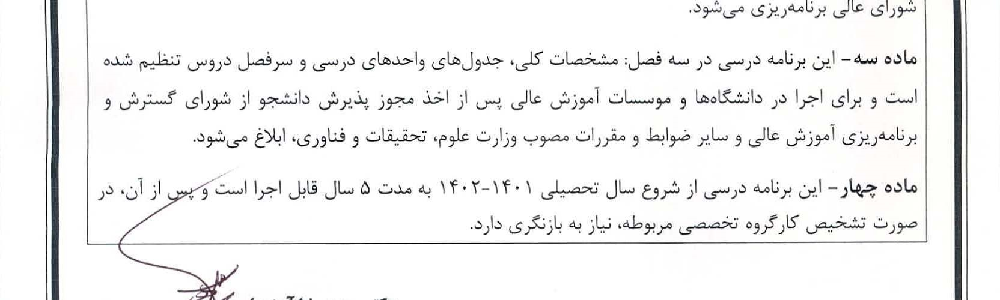 شورای عالی برنامه‌ریزی می‌شود.
ماده سه- این برنامه درسی در سه فصل: مشخصات کلی، جدول‌های واحدهای درسی و سرفصل دروس تنظیم شده
است و برای اجرا در دانشگاه‌ها و موسسات آموزش عالی پس از اخذ مجوز پذیرش دانشجو از شورای گسترش و
برنامه‌ریزی آموزش عالی و سایر ضوابط و مقررات مصوب وزارت علوم، تحقیقات و فناوری، ابلاغ می‌شود.
ماده چهار- این برنامه درسی از شروع سال تحصیلی ۱۴۰۱-۱۴۰۲ به مدت ۵ سال قابل اجرا است و پس از آن، در
صورت تشخیص کارگروه تخصصی مربوطه، نیاز به بازنگری دارد.